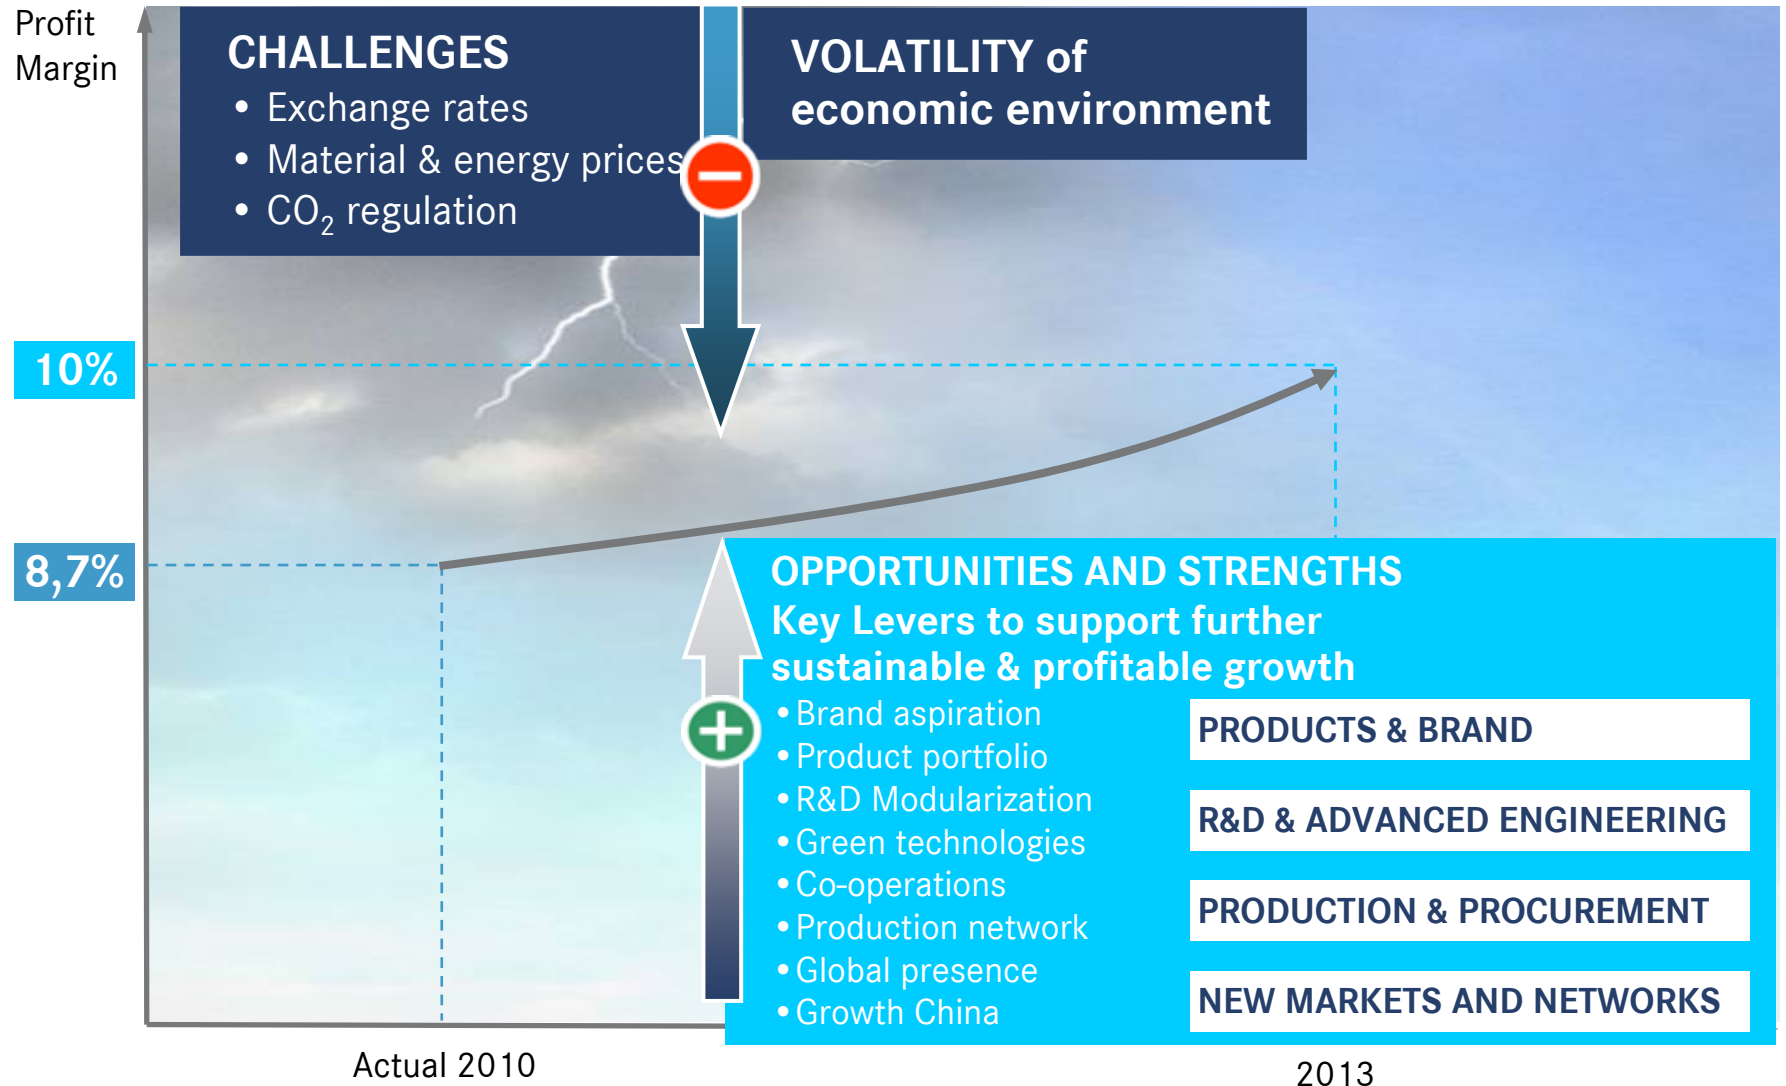 Profit
Margin
CHALLENGES
• Exchange rates
• Material & energy prices
• CO₂ regulation
VOLATILITY of
economic environment
10%
8,7%
OPPORTUNITIES AND STRENGTHS
Key Levers to support further
sustainable & profitable growth
• Brand aspiration
• Product portfolio
• R&D Modularization
• Green technologies
• Co-operations
• Production network
• Global presence
• Growth China
PRODUCTS & BRAND
R&D & ADVANCED ENGINEERING
PRODUCTION & PROCUREMENT
NEW MARKETS AND NETWORKS
Actual 2010
2013